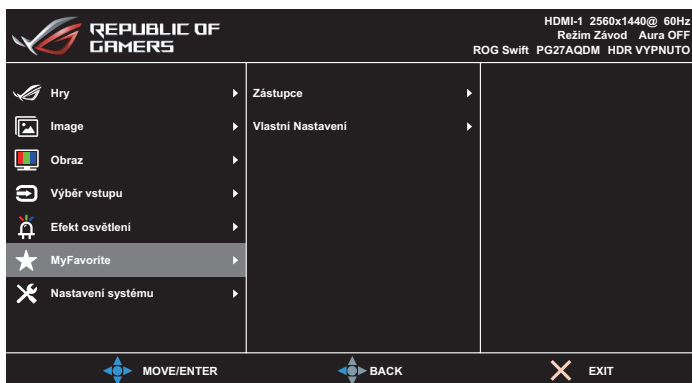 REPUBLIC OF
GAMERS
HDMI-1 2560x1440@ 60Hz
Režim Závod Aura OFF
ROG Swift PG27AQDM HDR VYPNUTO
Hry
Zástupce
Image
Vlastní Nastavení
Obraz
Výběr vstupu
Efekt osvětlení
MyFavorite
Nastavení systému
MOVE/ENTER BACK EXIT